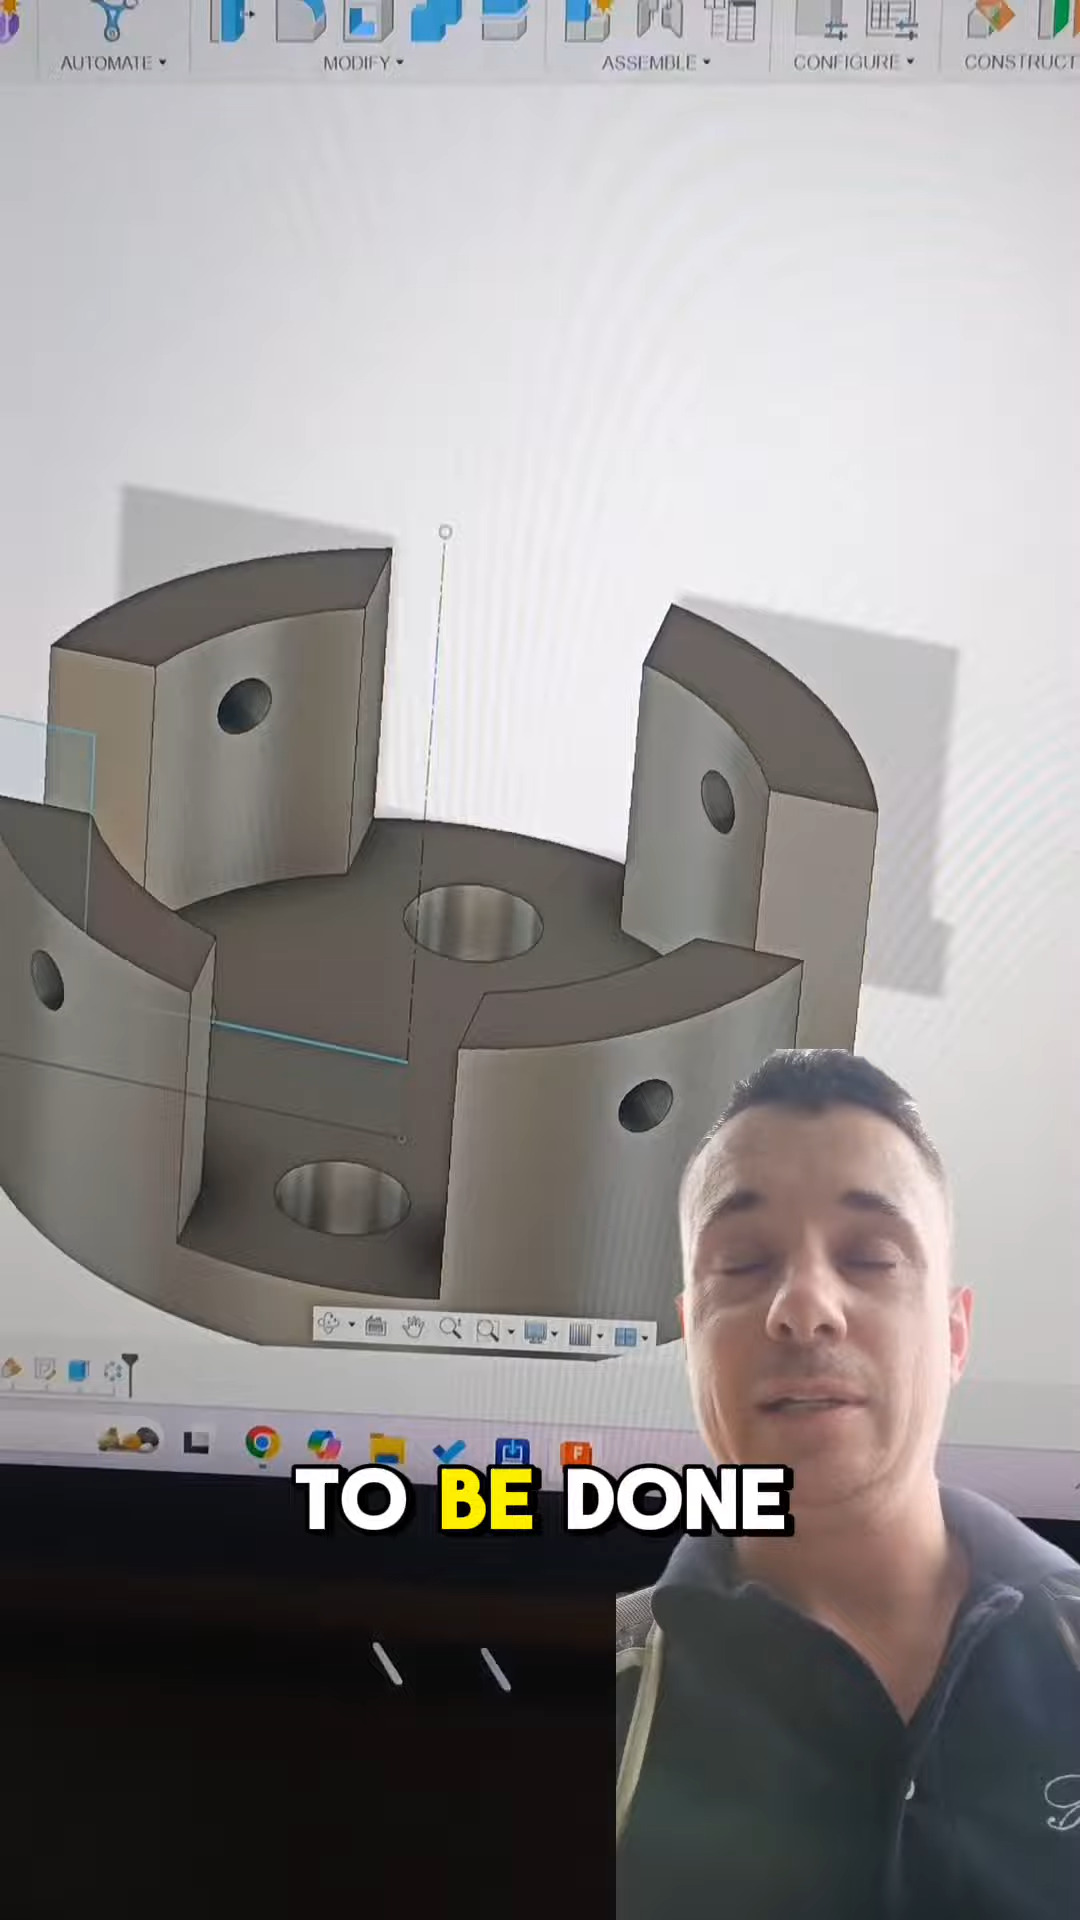 AUTOMATE
MODIFY
ASSEMBLE
CONFIGURE
CONSTRUCT
F
TO BE DONE